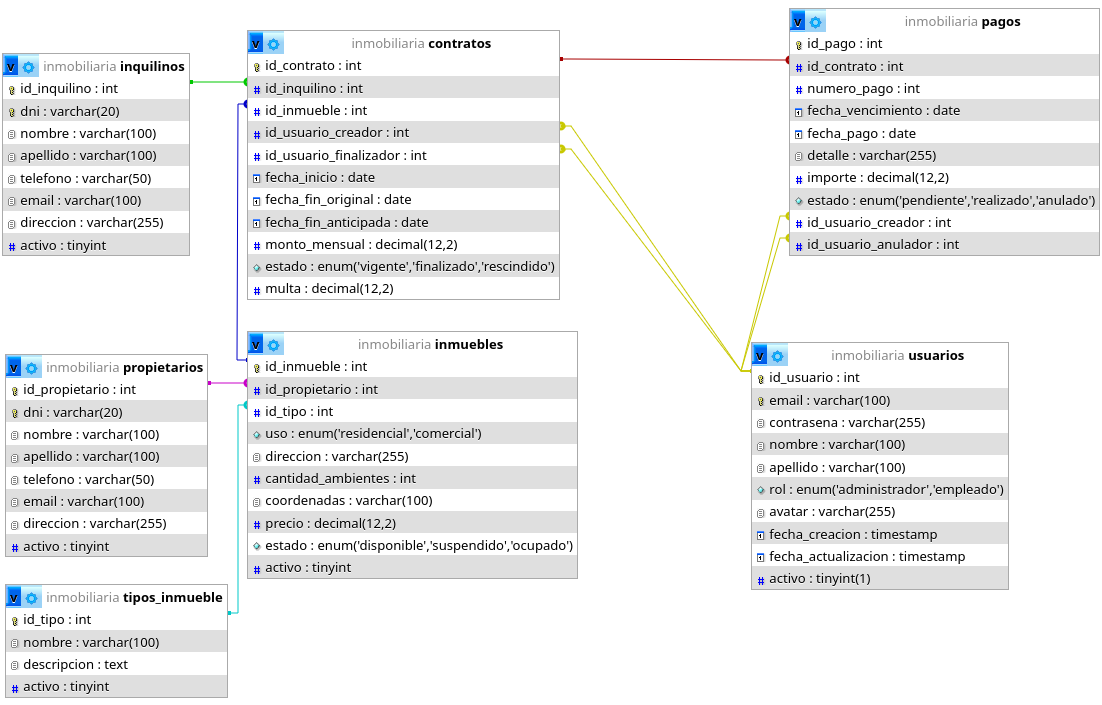 v inmobiliaria inquilinos
id_inquilino : int
dni : varchar(20)
nombre : varchar(100)
apellido : varchar(100)
telefono : varchar(50)
email : varchar(100)
direccion : varchar(255)
# activo : tinyint
v inmobiliaria contratos
id_contrato : int
# id_inquilino : int
# id_inmueble : int
# id_usuario_creador : int
# id_usuario_finalizador : int
fecha_inicio : date
fecha_fin_original : date
fecha_fin_anticipada : date
# monto_mensual : decimal(12,2)
estado : enum('vigente','finalizado','rescindido')
# multa : decimal(12,2)
v inmobiliaria pagos
id_pago : int
# id_contrato : int
# numero_pago : int
fecha_vencimiento : date
fecha_pago : date
detalle : varchar(255)
# importe : decimal(12,2)
estado : enum('pendiente','realizado','anulado')
# id_usuario_creador : int
# id_usuario_anulador : int
v inmobiliaria propietarios
id_propietario : int
dni : varchar(20)
nombre : varchar(100)
apellido : varchar(100)
telefono : varchar(50)
email : varchar(100)
direccion : varchar(255)
# activo : tinyint
v inmobiliaria inmuebles
id_inmueble : int
# id_propietario : int
# id_tipo : int
uso : enum('residencial','comercial')
direccion : varchar(255)
# cantidad_ambientes : int
coordenadas : varchar(100)
# precio : decimal(12,2)
estado : enum('disponible','suspendido','ocupado')
# activo : tinyint
v inmobiliaria usuarios
id_usuario : int
email : varchar(100)
contrasena : varchar(255)
nombre : varchar(100)
apellido : varchar(100)
rol : enum('administrador','empleado')
avatar : varchar(255)
fecha_creacion : timestamp
fecha_actualizacion : timestamp
# activo : tinyint(1)
v inmobiliaria tipos_inmueble
id_tipo : int
nombre : varchar(100)
descripcion : text
# activo : tinyint